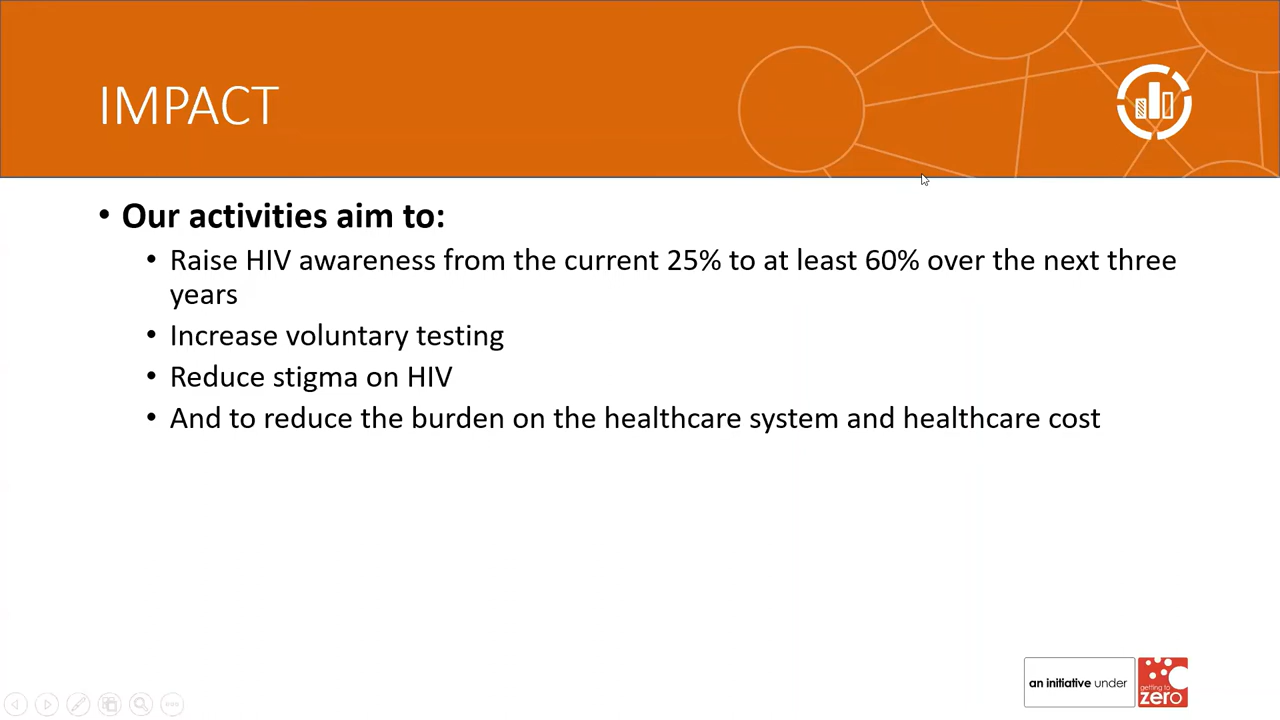 IMPACT
• Our activities aim to:
• Raise HIV awareness from the current 25% to at least 60% over the next three
years
• Increase voluntary testing
• Reduce stigma on HIV
• And to reduce the burden on the healthcare system and healthcare cost
an initiative under
getting to
zero